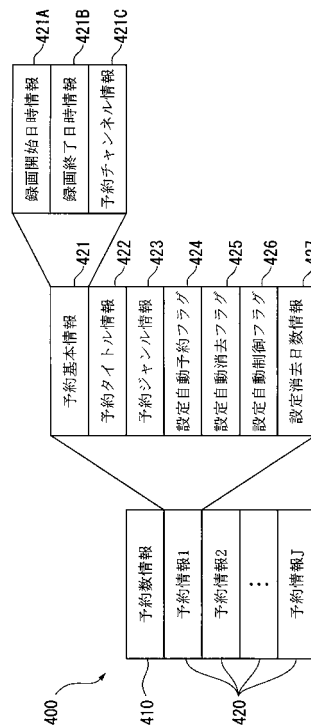 400
410
予約数情報
予約情報1
予約情報2
⋮
予約情報J
420
予約基本情報
421
予約タイトル情報
422
予約ジャンル情報
423
設定自動予約フラグ
424
設定自動消去フラグ
425
設定自動制御フラグ
426
設定消去日数情報
427
録画開始日時情報
421A
録画終了日時情報
421B
予約チャンネル情報
421C